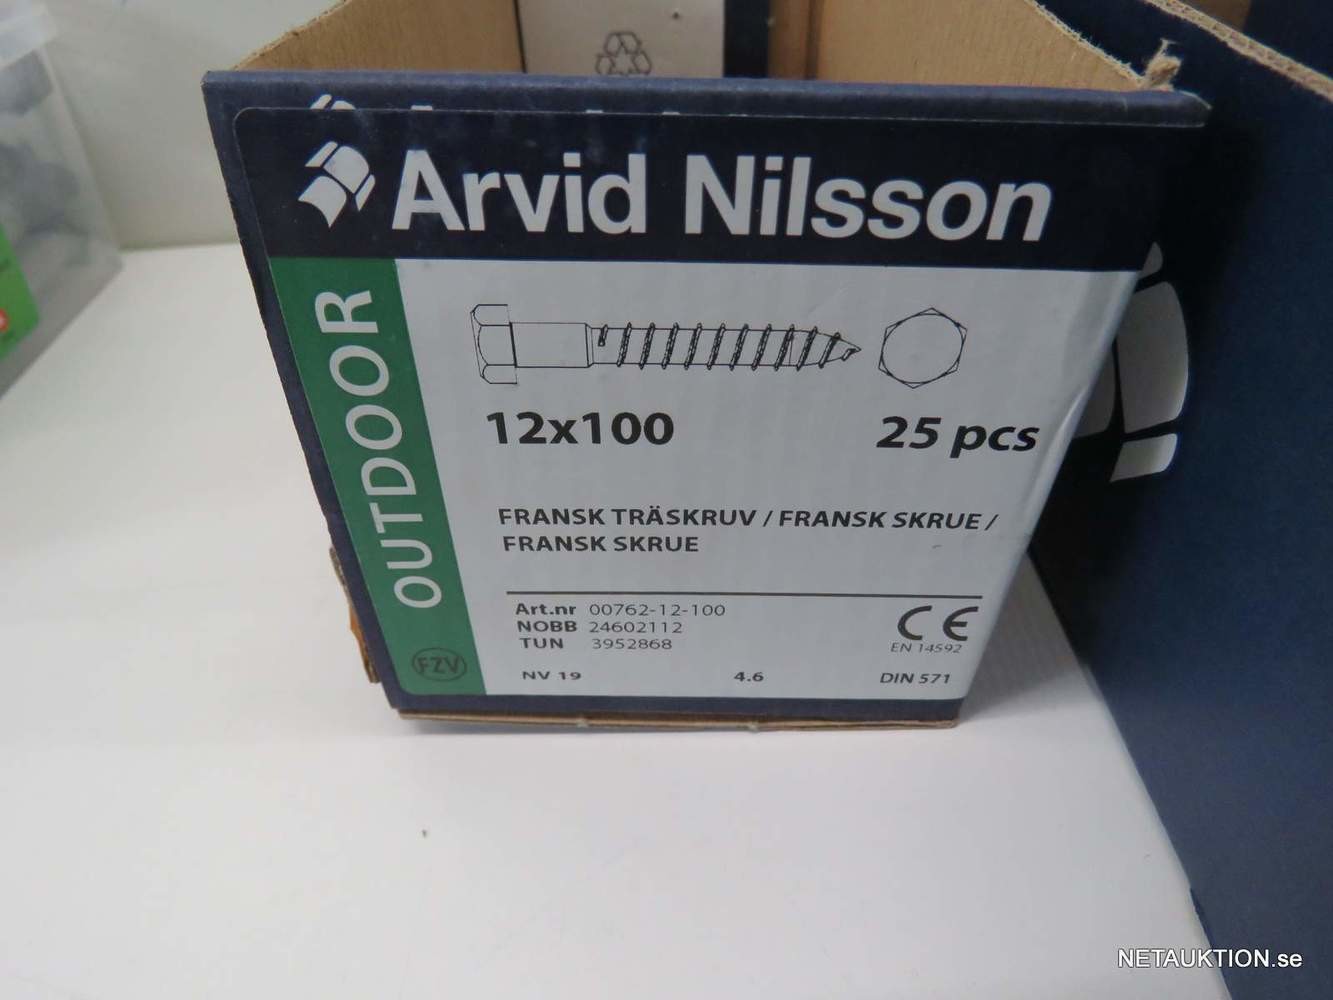 Arvid Nilsson
OUTDOOR
12x100
25 pcs
FRANSK TRÄSKRUV / FRANSK SKRUE /
FRANSK SKRUE
Art.nr 00762-12-100
NOBB 24602112
TUN 3952868
CE
EN 14592
FZV
NV 19
4.6
DIN 571
NETAUKTION.se